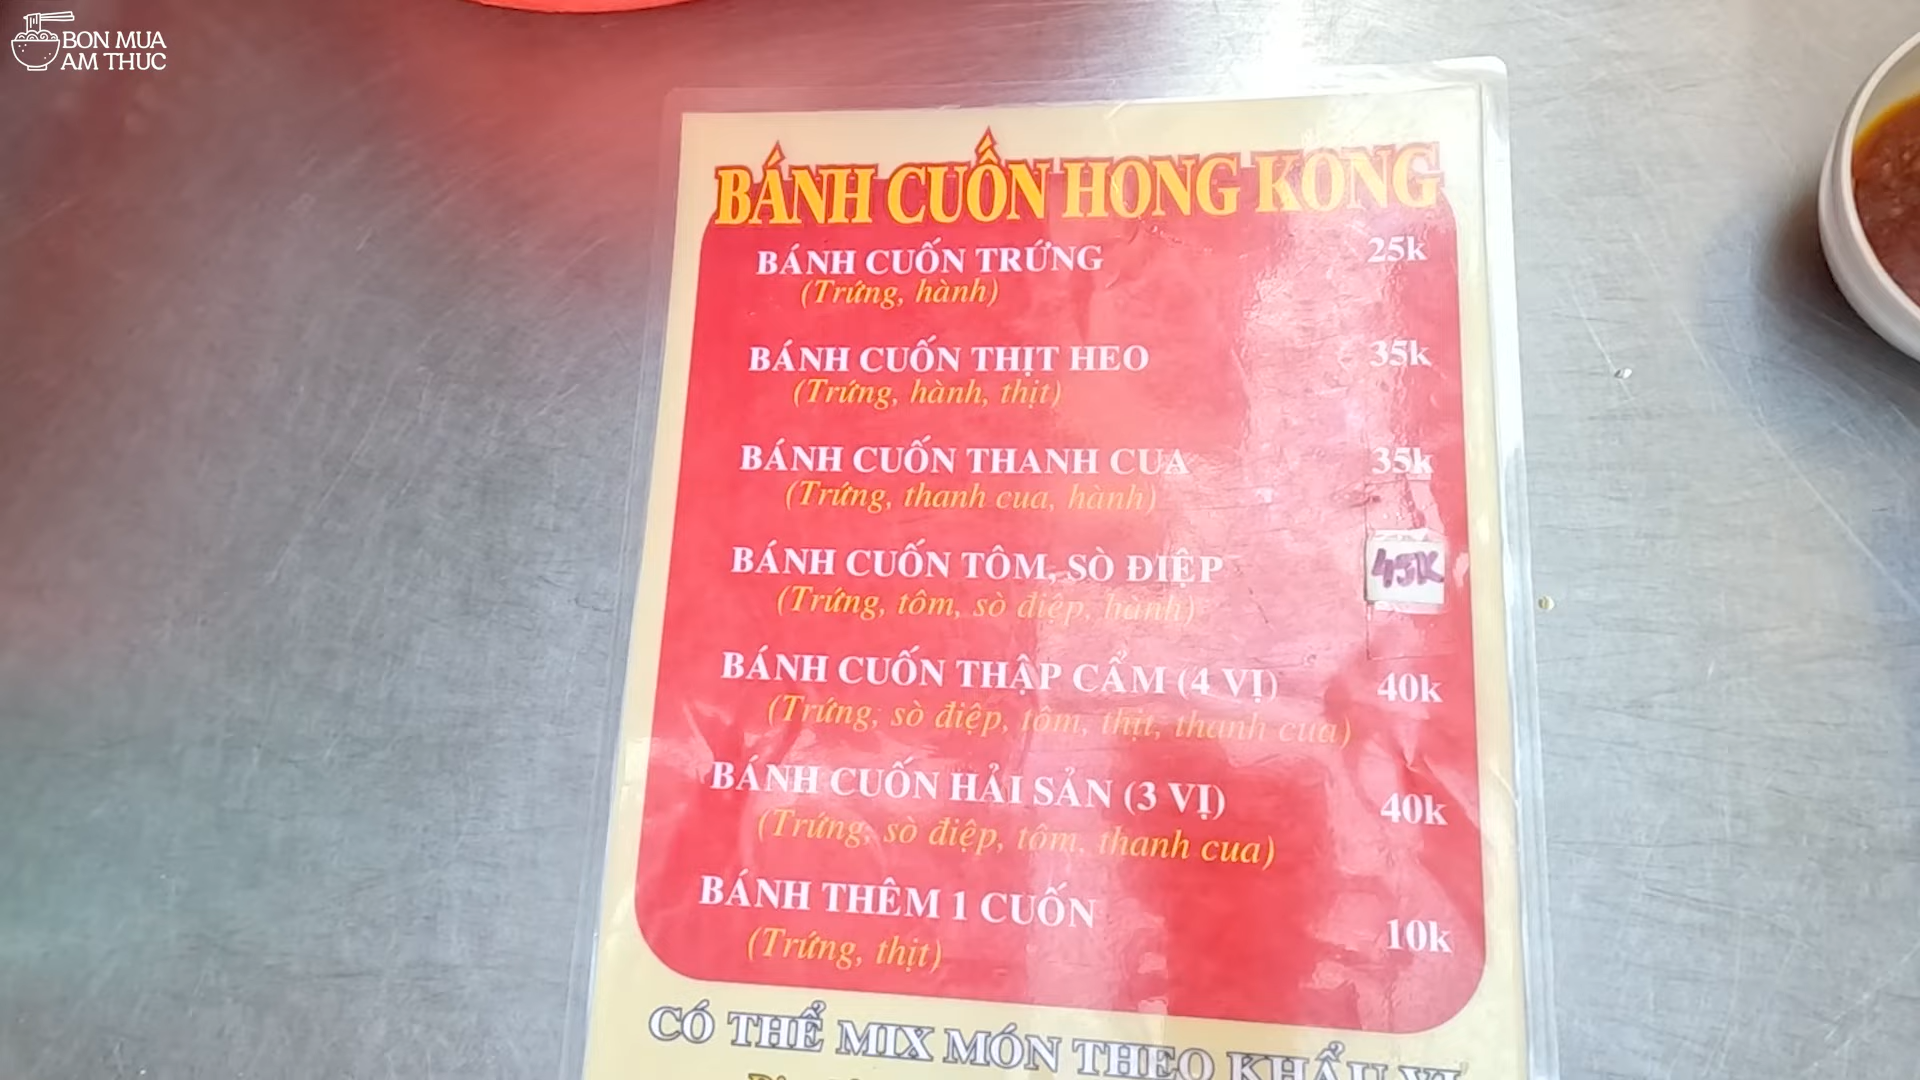 BON MUA
AM THUC
BÁNH CUỐN HONG KONG
BÁNH CUỐN TRỨNG 25k
(Trứng, hành)
BÁNH CUỐN THỊT HEO 35k
(Trứng, hành, thịt)
BÁNH CUỐN THANH CUA 35k
(Trứng, thanh cua, hành)
BÁNH CUỐN TÔM, SÒ ĐIỆP 45K
(Trứng, tôm, sò điệp, hành)
BÁNH CUỐN THẬP CẨM (4 VỊ) 40k
(Trứng, sò điệp, tôm, thịt, thanh cua)
BÁNH CUỐN HẢI SẢN (3 VỊ) 40k
(Trứng, sò điệp, tôm, thanh cua)
BÁNH THÊM 1 CUỐN 10k
(Trứng, thịt)
CÓ THỂ MIX MÓN THEO KHẨU VỊ